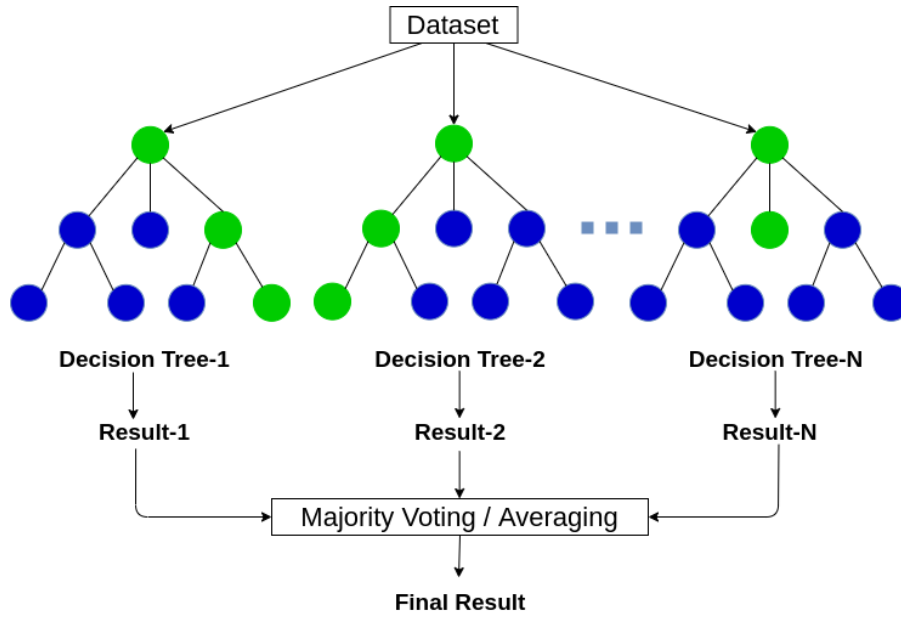 Dataset
Decision Tree-1
Decision Tree-2
Decision Tree-N
Result-1
Result-2
Result-N
Majority Voting / Averaging
Final Result